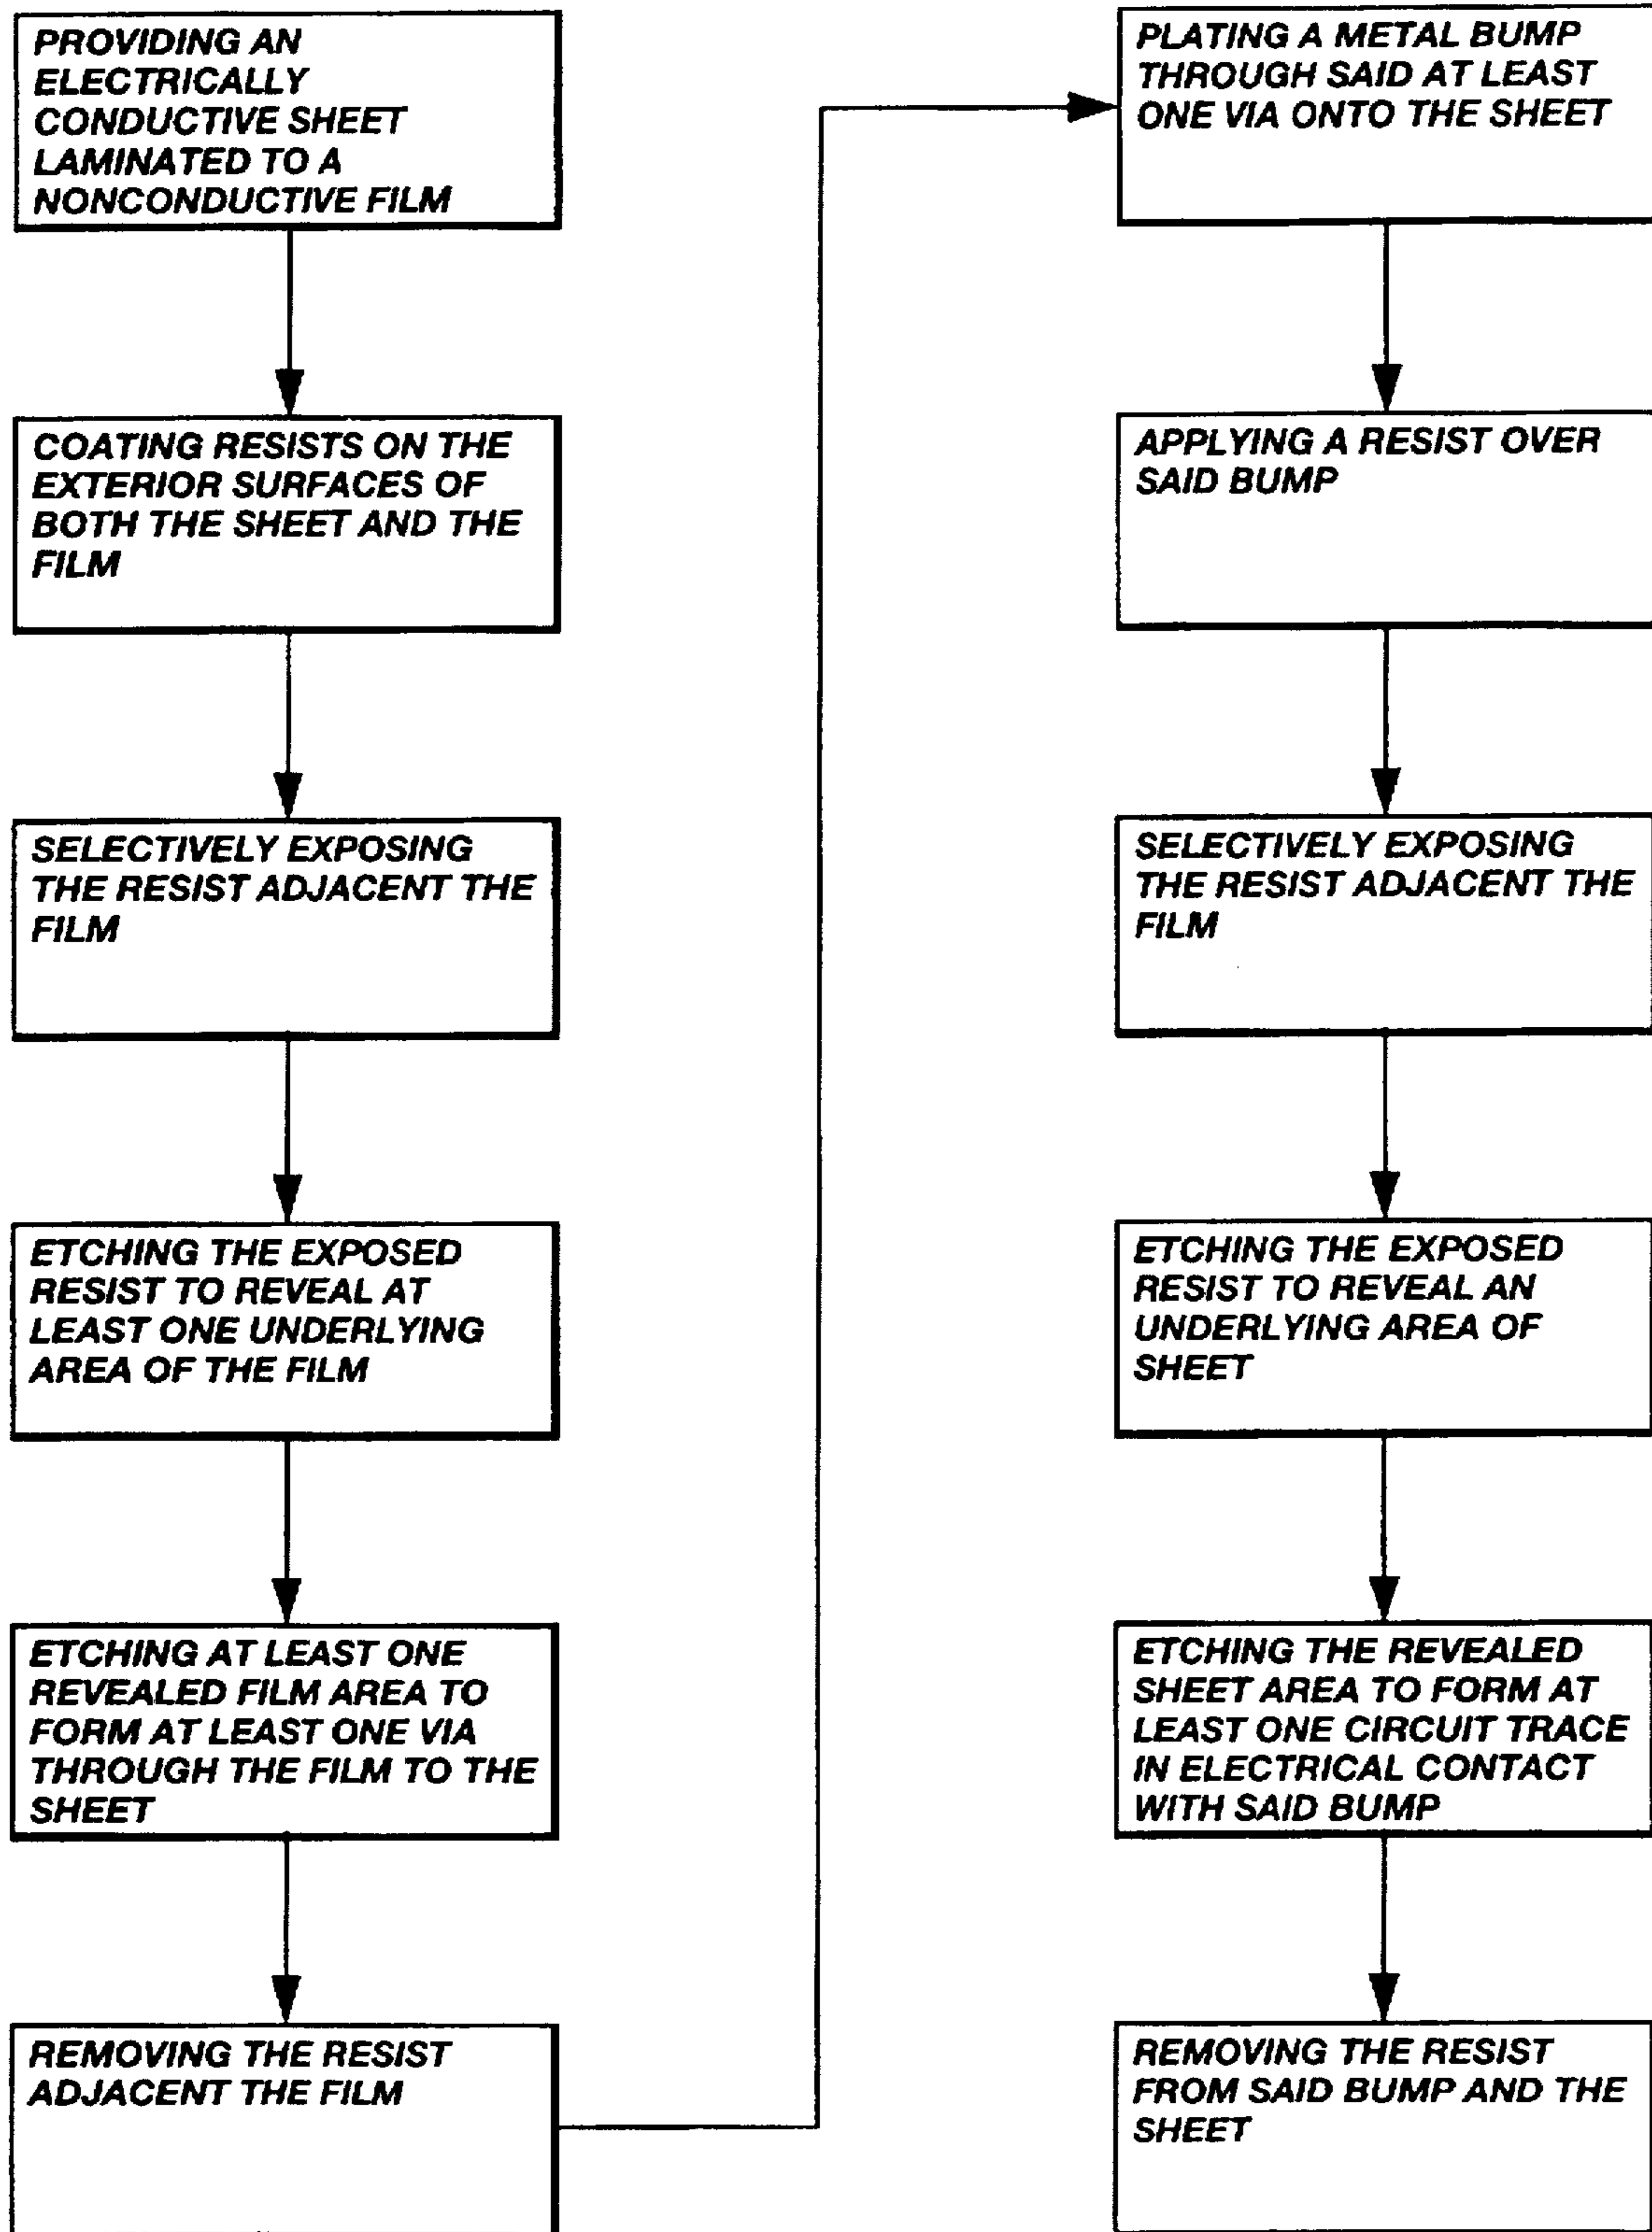 PROVIDING AN
ELECTRICALLY
CONDUCTIVE SHEET
LAMINATED TO A
NONCONDUCTIVE FILM
COATING RESISTS ON THE
EXTERIOR SURFACES OF
BOTH THE SHEET AND THE
FILM
SELECTIVELY EXPOSING
THE RESIST ADJACENT THE
FILM
ETCHING THE EXPOSED
RESIST TO REVEAL AT
LEAST ONE UNDERLYING
AREA OF THE FILM
ETCHING AT LEAST ONE
REVEALED FILM AREA TO
FORM AT LEAST ONE VIA
THROUGH THE FILM TO THE
SHEET
REMOVING THE RESIST
ADJACENT THE FILM
PLATING A METAL BUMP
THROUGH SAID AT LEAST
ONE VIA ONTO THE SHEET
APPLYING A RESIST OVER
SAID BUMP
SELECTIVELY EXPOSING
THE RESIST ADJACENT THE
FILM
ETCHING THE EXPOSED
RESIST TO REVEAL AN
UNDERLYING AREA OF
SHEET
ETCHING THE REVEALED
SHEET AREA TO FORM AT
LEAST ONE CIRCUIT TRACE
IN ELECTRICAL CONTACT
WITH SAID BUMP
REMOVING THE RESIST
FROM SAID BUMP AND THE
SHEET